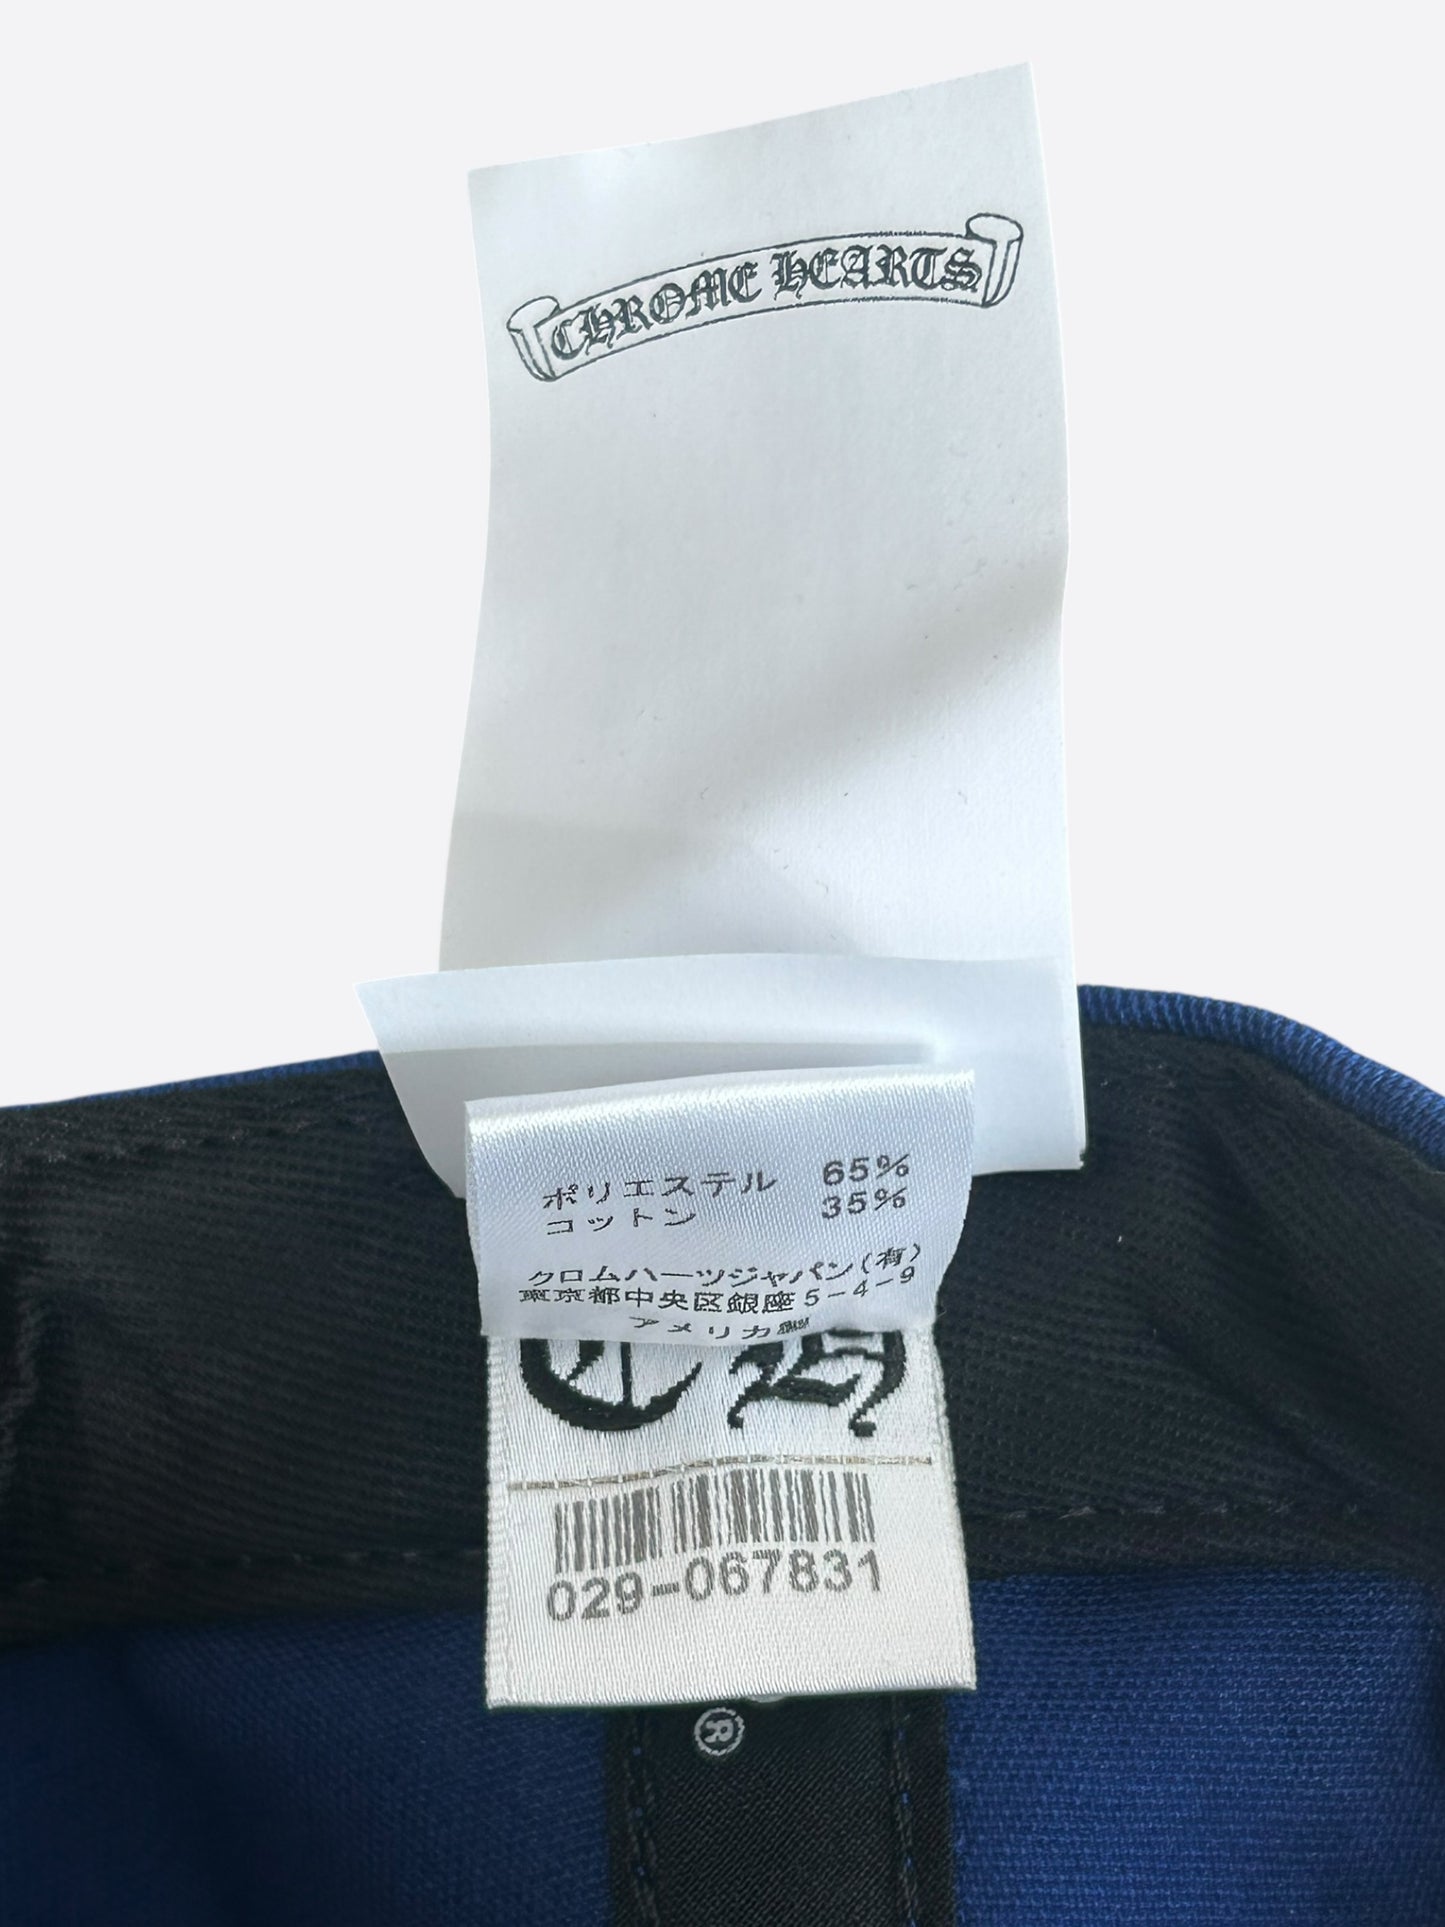 CHROME HEARTS
ポリエステル 65%
コットン 35%
クロムハーツジャパン(有)
東京都中央区銀座5-4-9
アメリカ製
CH
029-067831
®